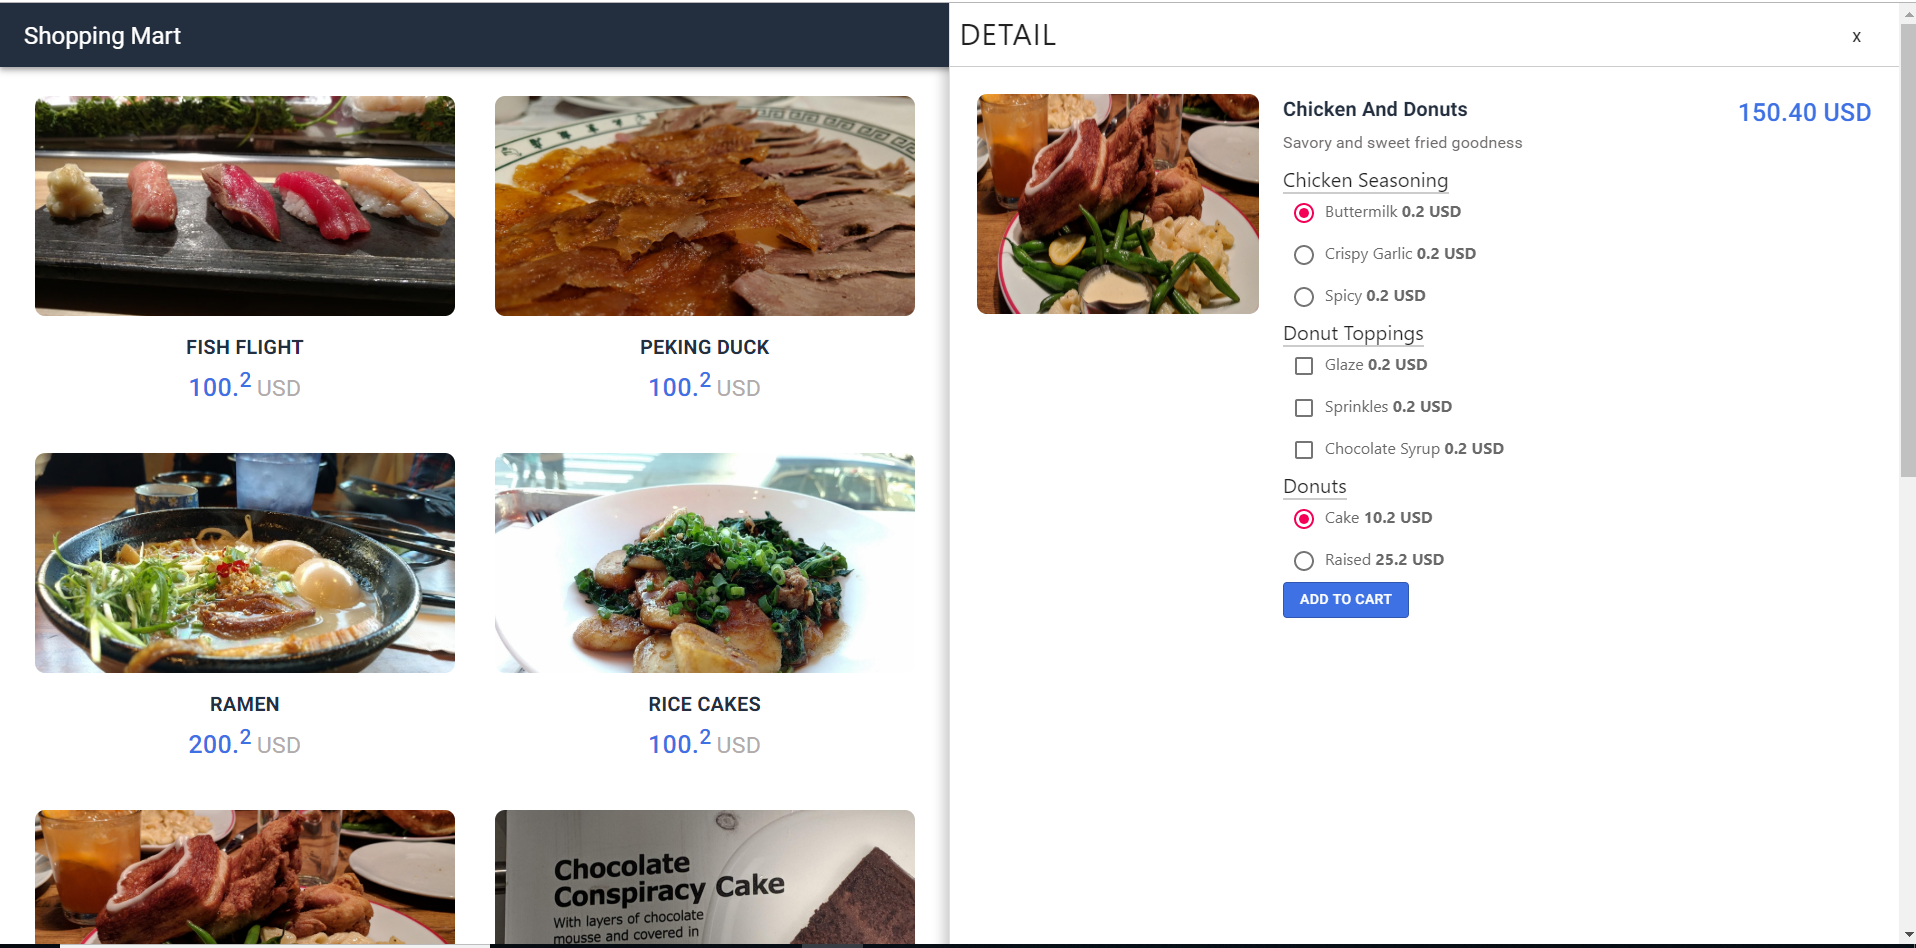 Shopping Mart
FISH FLIGHT
100.2 USD
PEKING DUCK
100.2 USD
RAMEN
200.2 USD
RICE CAKES
100.2 USD
Chocolate
Conspiracy Cake
With layers of chocolate
mousse and covered in
DETAIL
x
Chicken And Donuts
150.40 USD
Savory and sweet fried goodness
Chicken Seasoning
Buttermilk 0.2 USD
Crispy Garlic 0.2 USD
Spicy 0.2 USD
Donut Toppings
Glaze 0.2 USD
Sprinkles 0.2 USD
Chocolate Syrup 0.2 USD
Donuts
Cake 10.2 USD
Raised 25.2 USD
ADD TO CART